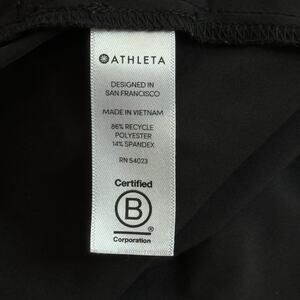 ATHLETA
DESIGNED IN
SAN FRANCISCO
MADE IN VIETNAM
86% RECYCLE
POLYESTER
14% SPANDEX
RN 54023
Certified
B
Corporation